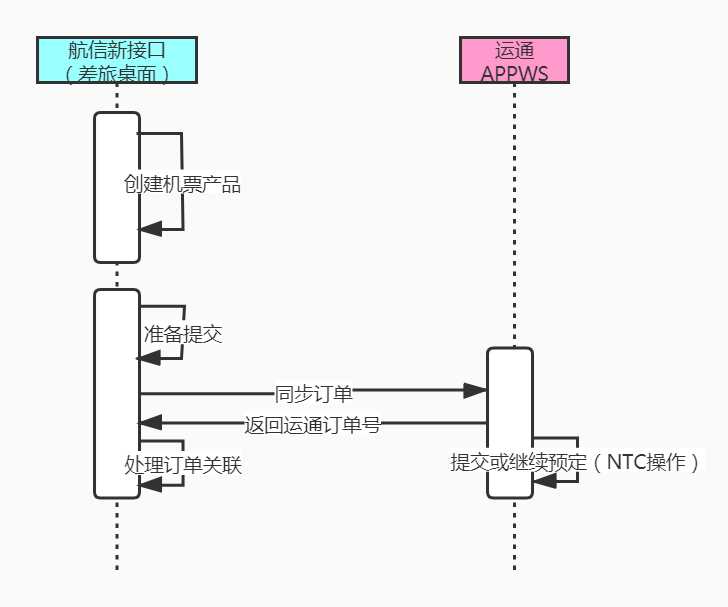 航信新接口
（差旅桌面）
运通
APPWS
创建机票产品
准备提交
同步订单
返回运通订单号
处理订单关联
提交或继续预定（NTC操作）